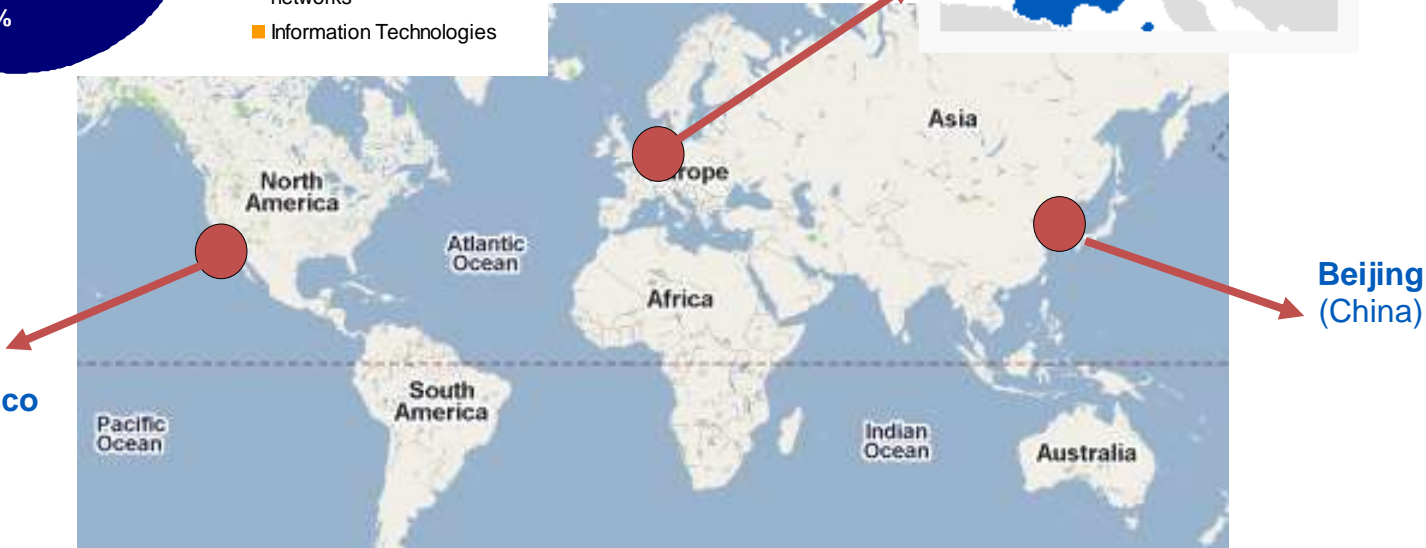 %
networks
Information Technologies
Asia
North
America
rope
Atlantic
Ocean
Beijing
(China)
Africa
South
America
co
Pacific
Ocean
Indian
Ocean
Australia